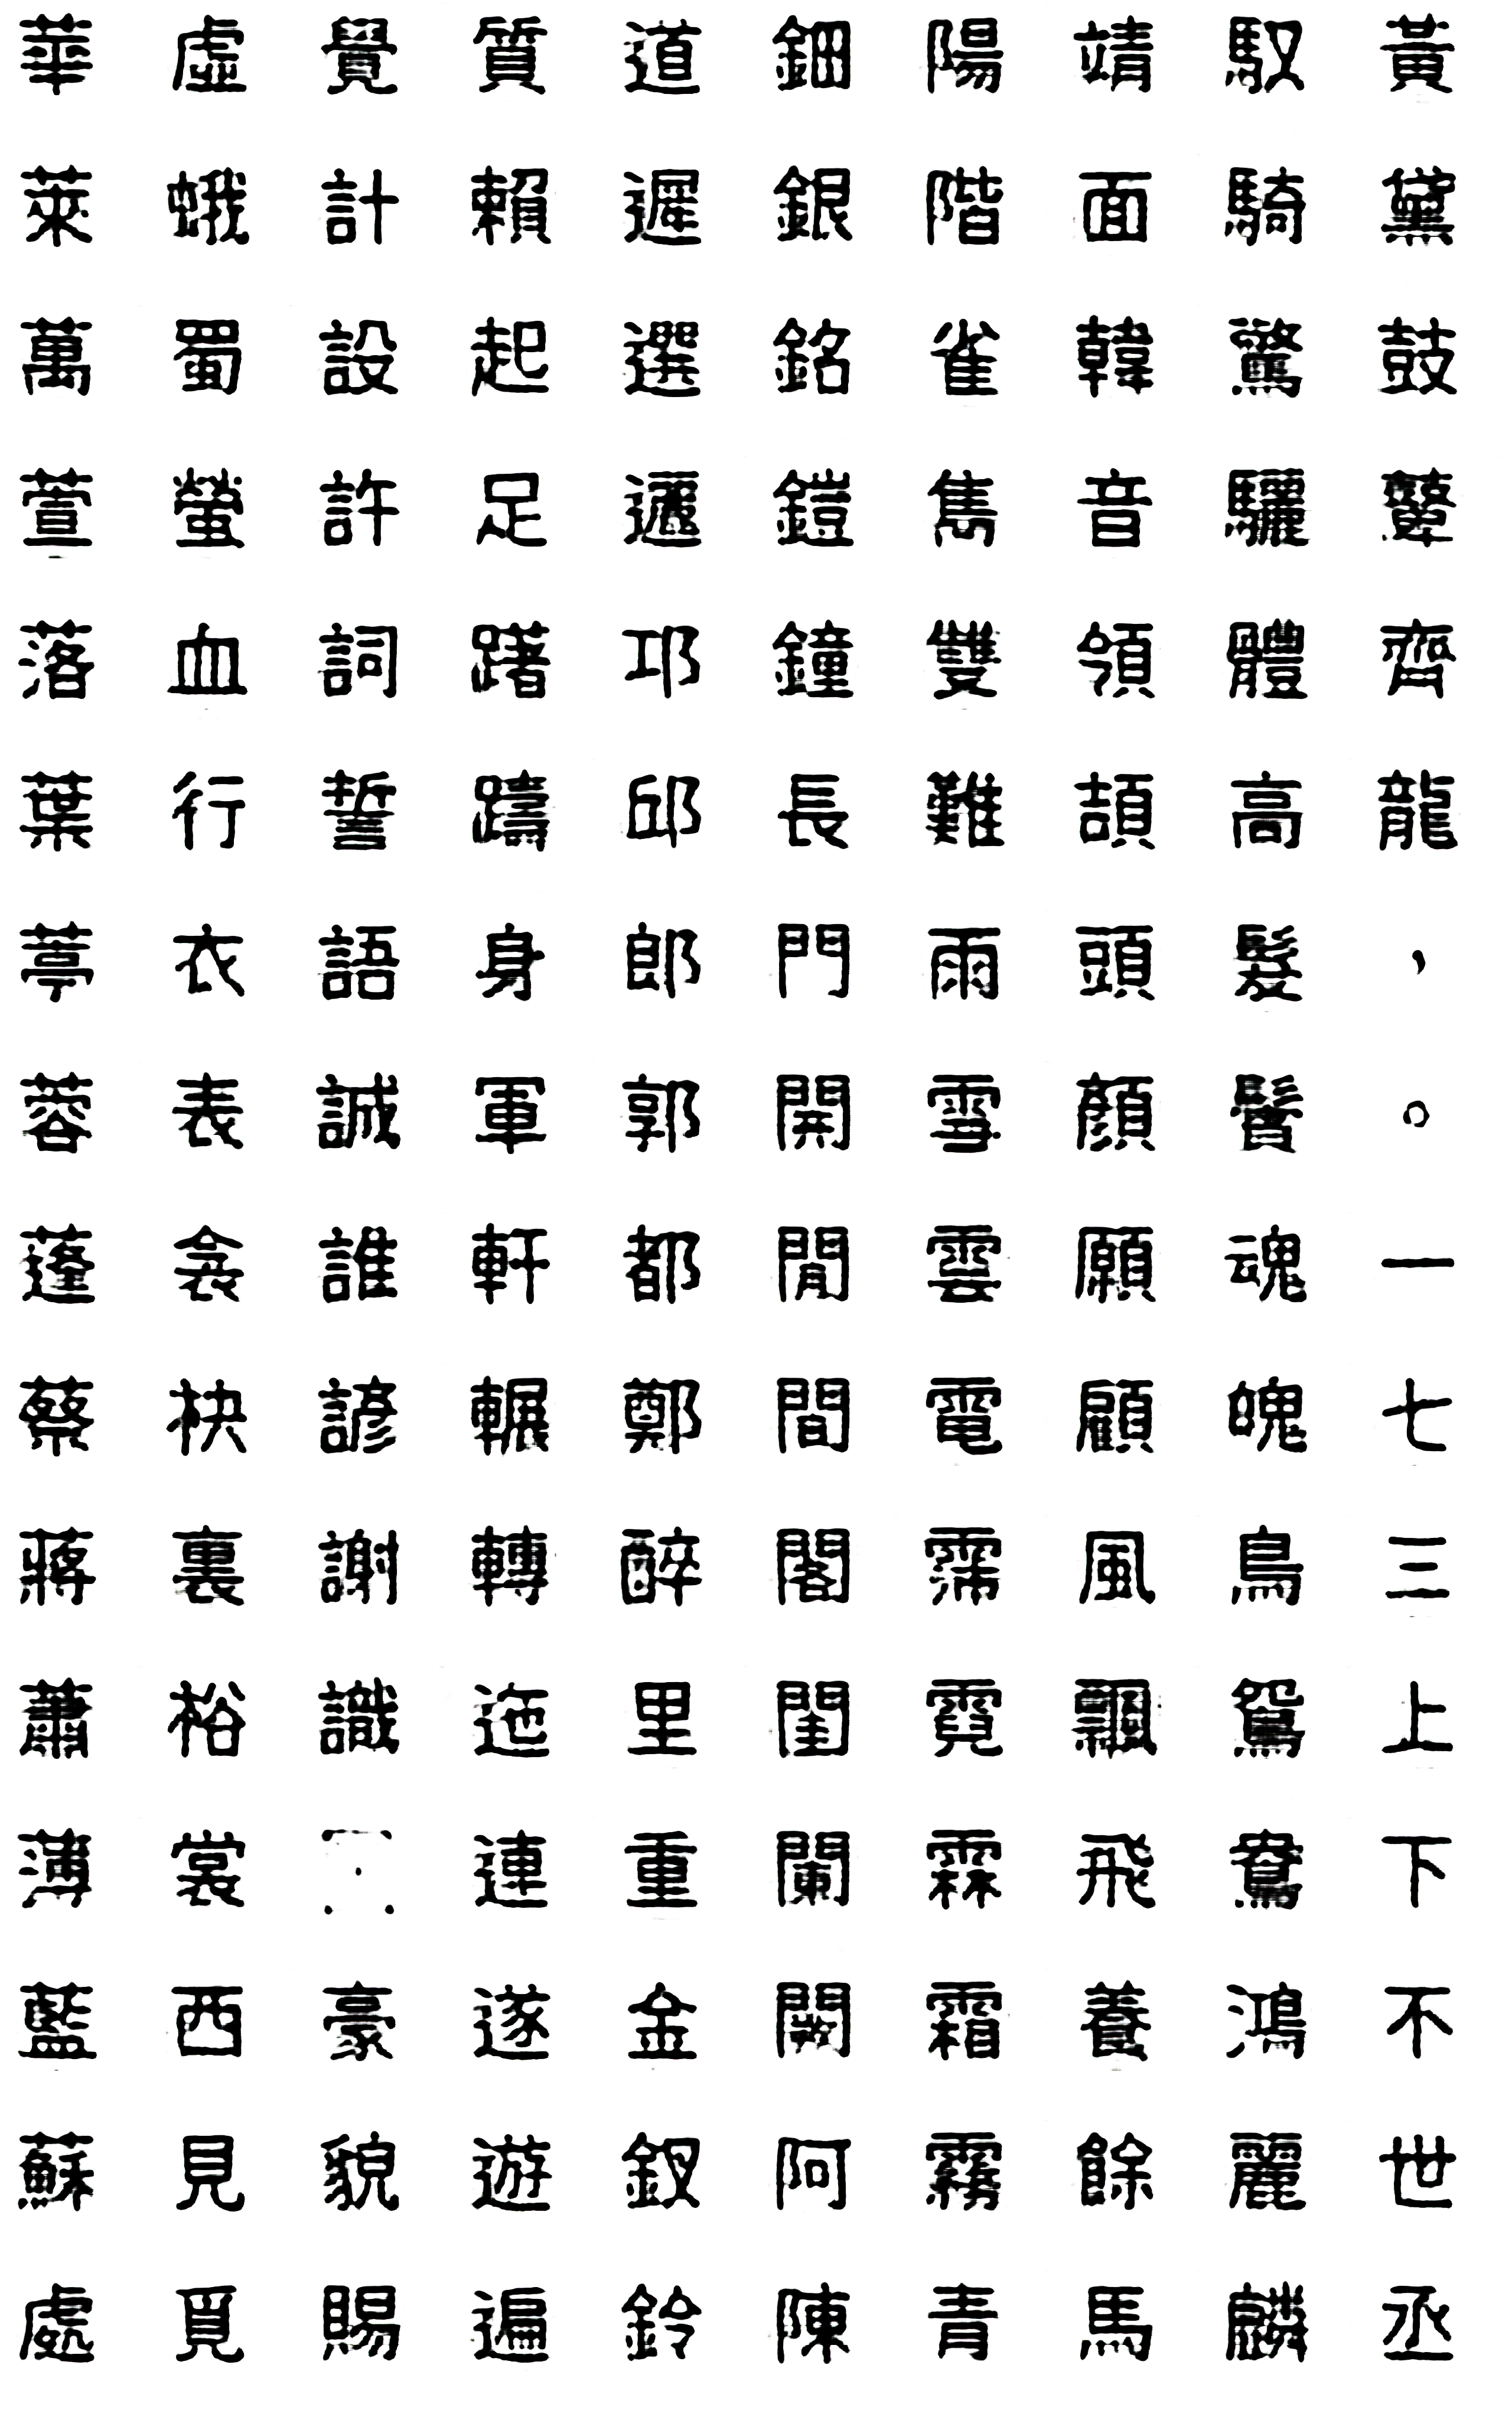 華萊萬萱落葉葶蓉蓬蔡蔣蕭薄藍蘇處
虛蛾蜀螢血行衣表衾袂裏裕裳西見覓
覺計設許詞誓語誠誰諺謝識豪貌賜
質賴起足躇躊身軍軒輾轉迤連遂遊遍
道遲選邐邛邱郎郭都鄭醉里重金釵鈴
鈿銀銘鎧鐘長門開閒間閣閨闌闕阿陳
陽階雀雋雙難雨雪雲電霈霓霖霜霧青
靖面韓音領頡頭顏願顧風飄飛養餘馬
馭騎驚驪體高髮鬢魂魄鳥鴛鴦鴻麗麟
黃黛鼓鼙齊龍，。一七三上下不世丞